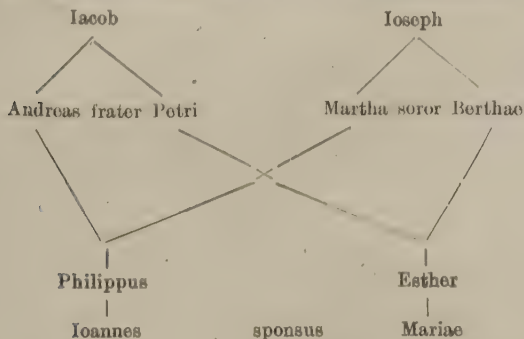 Iacob Ioseph
Andreas frater Petri Martha soror Berthae
Philippus Esther
Ioannes sponsus Mariae